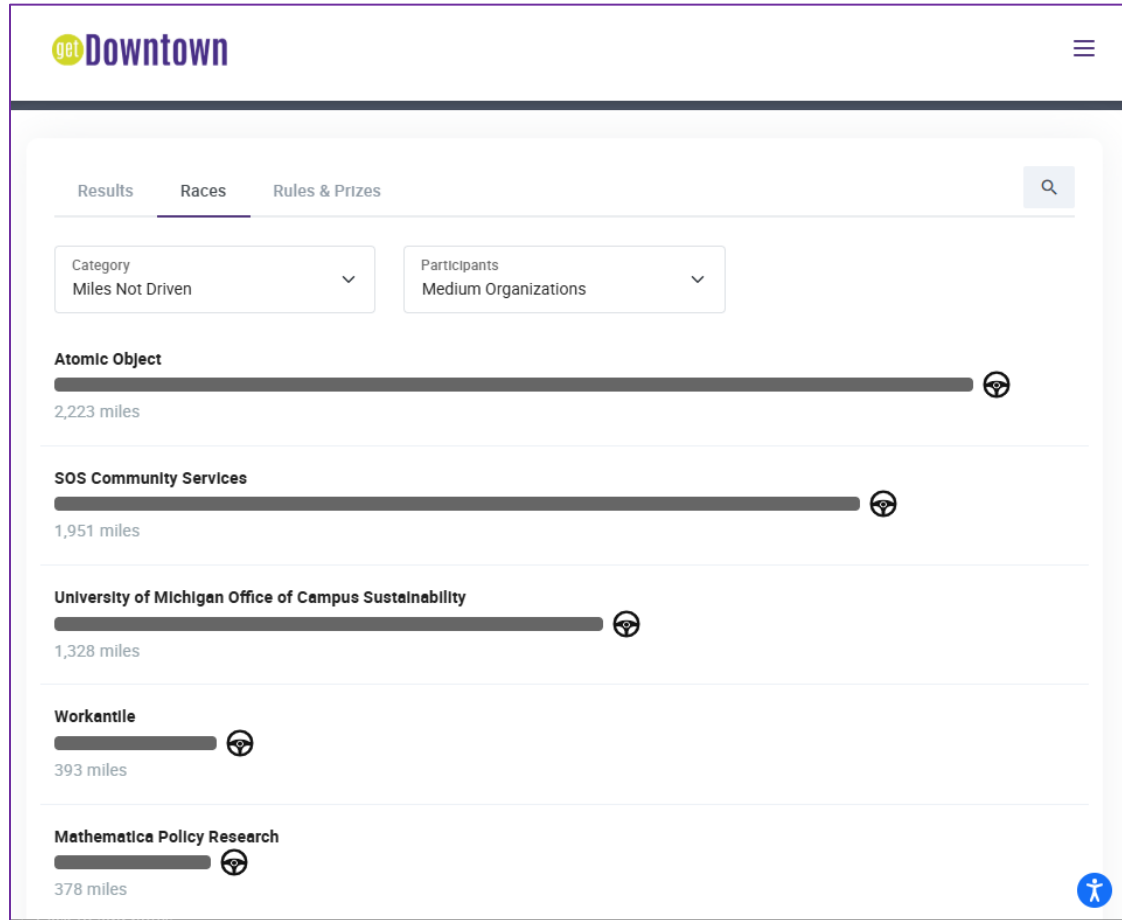 getDowntown
Results Races Rules & Prizes
Category
Miles Not Driven
Participants
Medium Organizations
Atomic Object
2,223 miles
SOS Community Services
1,951 miles
University of Michigan Office of Campus Sustainability
1,328 miles
Workantile
393 miles
Mathematica Policy Research
378 miles